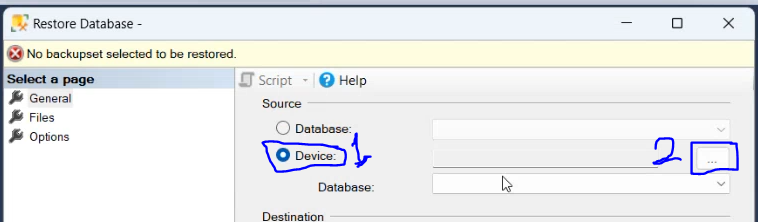 Restore Database -
No backupset selected to be restored.
Select a page
General
Files
Options
Script
Help
Source
Database:
Device: 1 2 ...
Database:
Destination